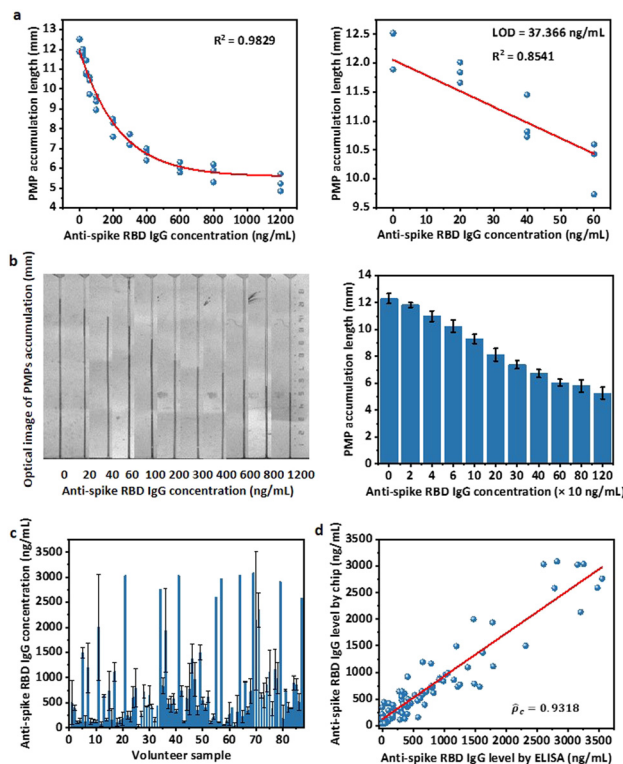 a
PMP accumulation length (mm)
13
12
11
10
9
8
7
6
5
4
R² = 0.9829
0 200 400 600 800 1000 1200
Anti-spike RBD IgG concentration (ng/mL)
PMP accumulation length (mm)
12.5
12.0
11.5
11.0
10.5
10.0
9.5
LOD = 37.366 ng/mL
R² = 0.8541
0 10 20 30 40 50 60
Anti-spike RBD IgG concentration (ng/mL)
b
Optical image of PMPs accumulation (mm)
0 20 40 60 100 200 300 400 600 800 1200
Anti-spike RBD IgG concentration (ng/mL)
PMP accumulation length (mm)
14
12
10
8
6
4
2
0
0 2 4 6 10 20 30 40 60 80 120
Anti-spike RBD IgG concentration (× 10 ng/mL)
c
Anti-spike RBD IgG concentration (ng/mL)
3500
3000
2500
2000
1500
1000
500
0
0 10 20 30 40 50 60 70 80
Volunteer sample
d
Anti-spike RBD IgG level by chip (ng/mL)
3500
3000
2500
2000
1500
1000
500
0
ρ̂c = 0.9318
0 500 1000 1500 2000 2500 3000 3500
Anti-spike RBD IgG level by ELISA (ng/mL)